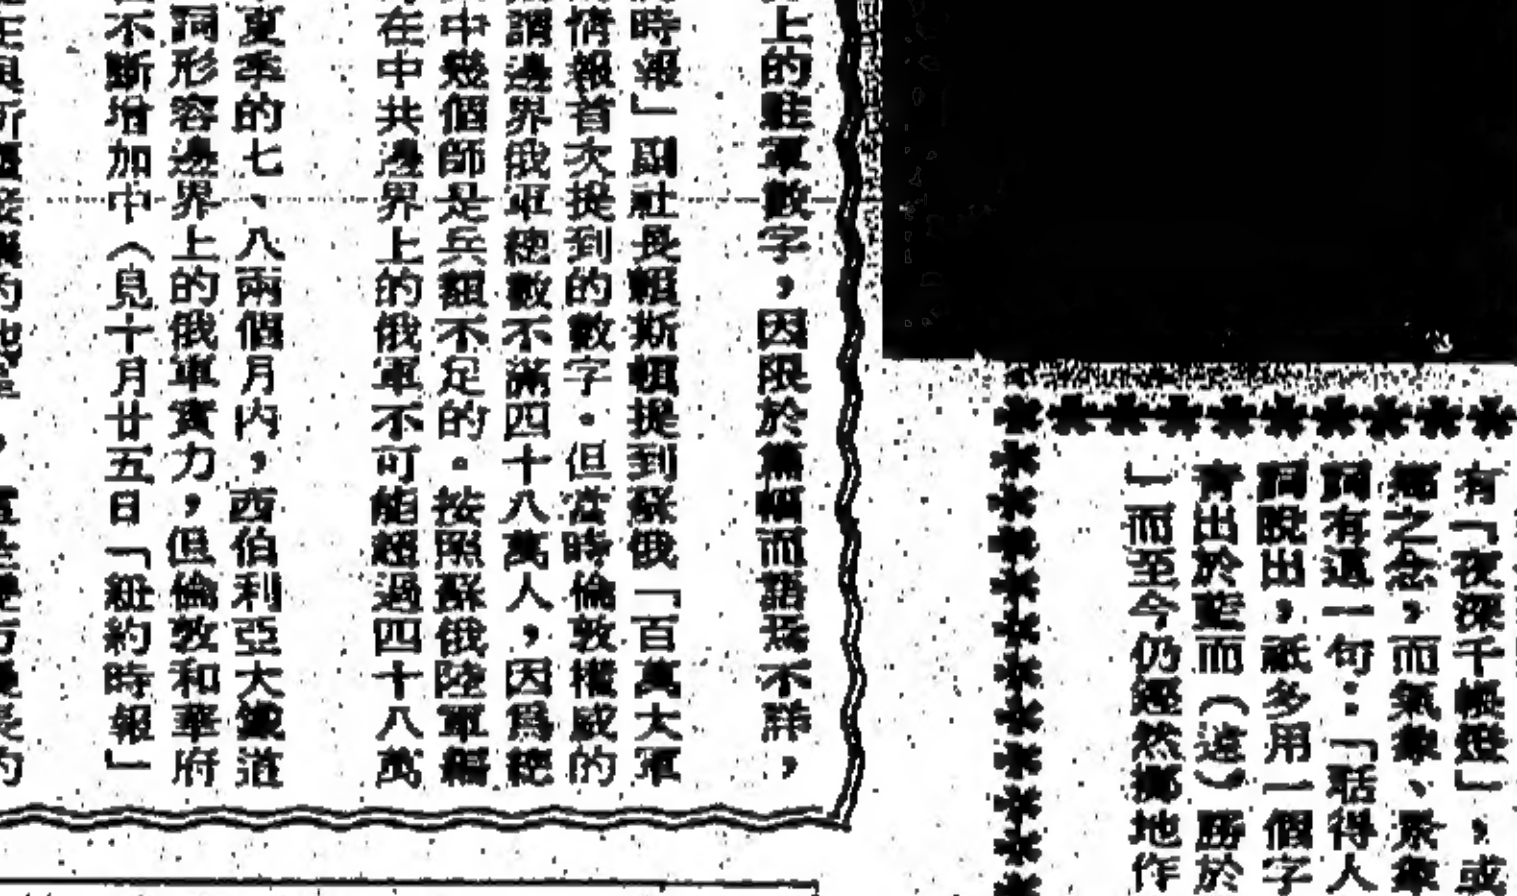 上的駐軍數字，因限於篇幅而語焉不詳，
時報」副社長賴斯頓提到蘇俄「百萬大軍
情報首次提到的數字。但當時倫敦權威的
謂邊界俄軍總數不滿四十八萬人，因爲總
中幾個師是兵額不足的。按照蘇俄陸軍編
在中共邊界上的俄軍不可能超過四十八萬
夏季的七、八兩個月內，西伯利亞大鐵道
詞形容邊界上的俄軍實力，但倫敦和華府
不斷增加中（見十月廿五日「紐約時報」
有「夜深千帳燈」，或
鄉之念，而氣象、景象
詞有這一句：「話得人
詞脫出，祇多用一個字
青出於藍而（這）勝於
」而至今仍鏗然擲地作